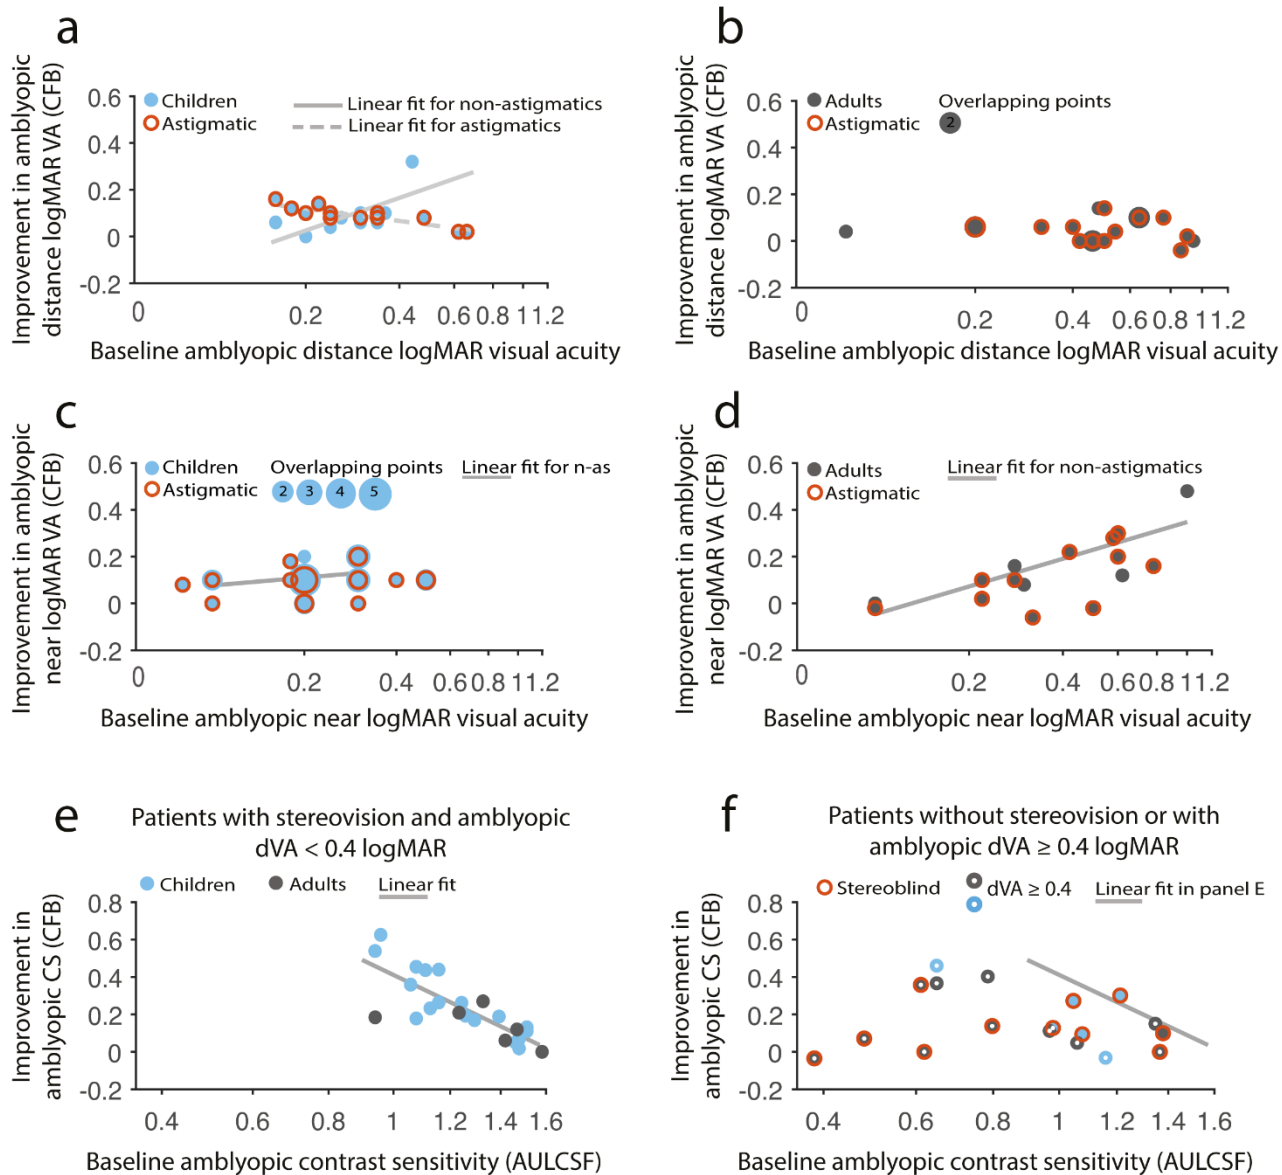 a
Improvement in amblyopic
distance logMAR VA (CFB)
Children
Astigmatic
Linear fit for non-astigmatics
Linear fit for astigmatics
0.6
0.4
0.2
0
-0.2
0 0.2 0.4 0.6 0.8 11.2
Baseline amblyopic distance logMAR visual acuity
b
Improvement in amblyopic
distance logMAR VA (CFB)
Adults
Astigmatic
Overlapping points
2
0.6
0.4
0.2
0
-0.2
0 0.2 0.4 0.6 0.8 11.2
Baseline amblyopic distance logMAR visual acuity
c
Improvement in amblyopic
near logMAR VA (CFB)
Children
Astigmatic
Overlapping points
2 3 4 5
Linear fit for n-as
0.6
0.4
0.2
0
-0.2
0 0.2 0.4 0.6 0.8 11.2
Baseline amblyopic near logMAR visual acuity
d
Improvement in amblyopic
near logMAR VA (CFB)
Adults
Astigmatic
Linear fit for non-astigmatics
0.6
0.4
0.2
0
-0.2
0 0.2 0.4 0.6 0.8 11.2
Baseline amblyopic near logMAR visual acuity
e
Patients with stereovision and amblyopic
dVA < 0.4 logMAR
Children
Adults
Linear fit
Improvement in
amblyopic CS (CFB)
0.8
0.6
0.4
0.2
0
-0.2
0.4 0.6 0.8 1 1.2 1.4 1.6
Baseline amblyopic contrast sensitivity (AULCSF)
f
Patients without stereovision or with
amblyopic dVA ≥ 0.4 logMAR
Stereoblind
dVA ≥ 0.4
Linear fit in panel E
Improvement in
amblyopic CS (CFB)
0.8
0.6
0.4
0.2
0
-0.2
0.4 0.6 0.8 1 1.2 1.4 1.6
Baseline amblyopic contrast sensitivity (AULCSF)